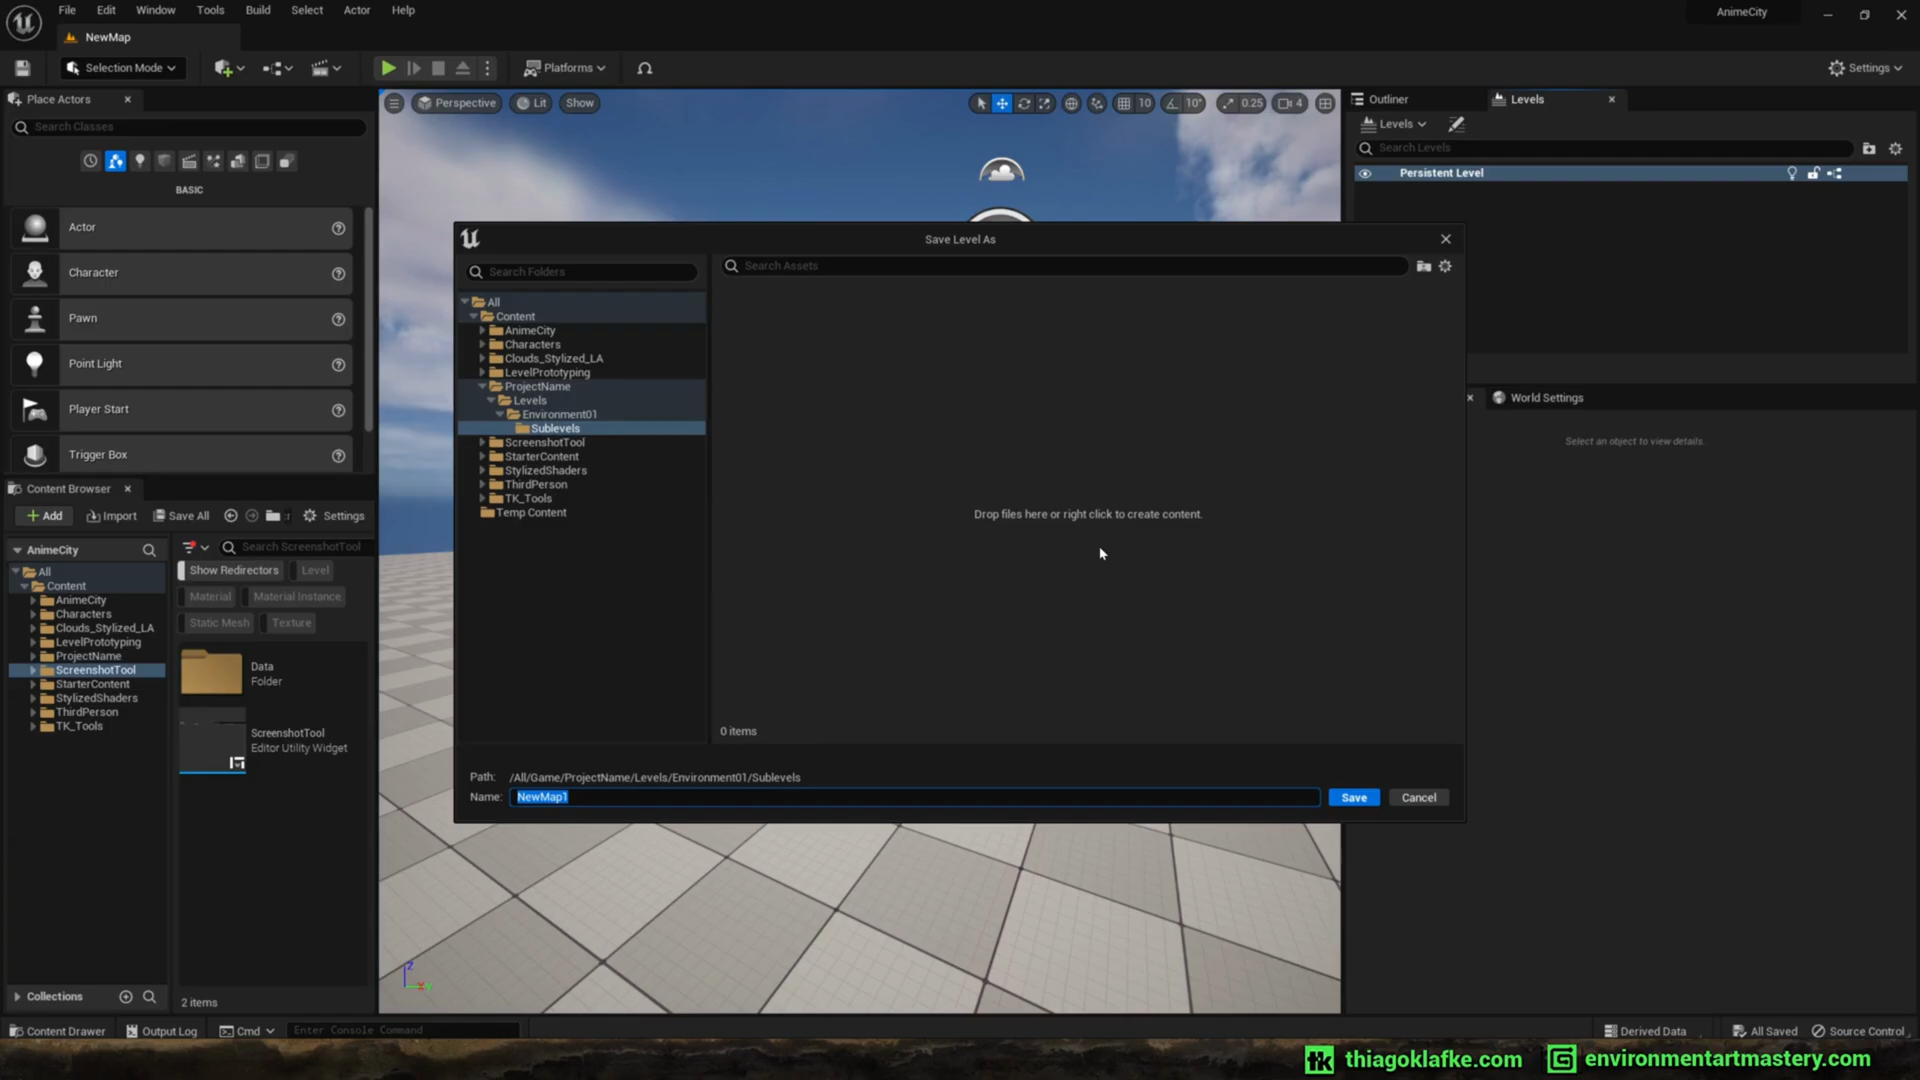 File Edit Window Tools Build Select Actor Help
AnimeCity
NewMap
Selection Mode
Platforms
Settings
Place Actors
Search Classes
BASIC
Actor
Character
Pawn
Point Light
Player Start
Trigger Box
Perspective
Lit
Show
10
10°
0.25
4
Outliner
Levels
Levels
Search Levels
Persistent Level
World Settings
Select an object to view details.
Save Level As
Search Folders
Search Assets
All
Content
AnimeCity
Characters
Clouds_Stylized_LA
LevelPrototyping
ProjectName
Levels
Environment01
Sublevels
ScreenshotTool
StarterContent
StylizedShaders
ThirdPerson
TK_Tools
Temp Content
Drop files here or right click to create content.
0 items
Path: /All/Game/ProjectName/Levels/Environment01/Sublevels
Name: NewMap1
Save
Cancel
Content Browser
Add
Import
Save All
Settings
AnimeCity
Search ScreenshotTool
Show Redirectors
Level
Material
Material Instance
Static Mesh
Texture
All
Content
AnimeCity
Characters
Clouds_Stylized_LA
LevelPrototyping
ProjectName
ScreenshotTool
StarterContent
StylizedShaders
ThirdPerson
TK_Tools
Data
Folder
ScreenshotTool
Editor Utility Widget
Collections
2 items
Z
Content Drawer
Output Log
Cmd
Enter Console Command
Derived Data
All Saved
Source Control
thiagoklafke.com
environmentartmastery.com